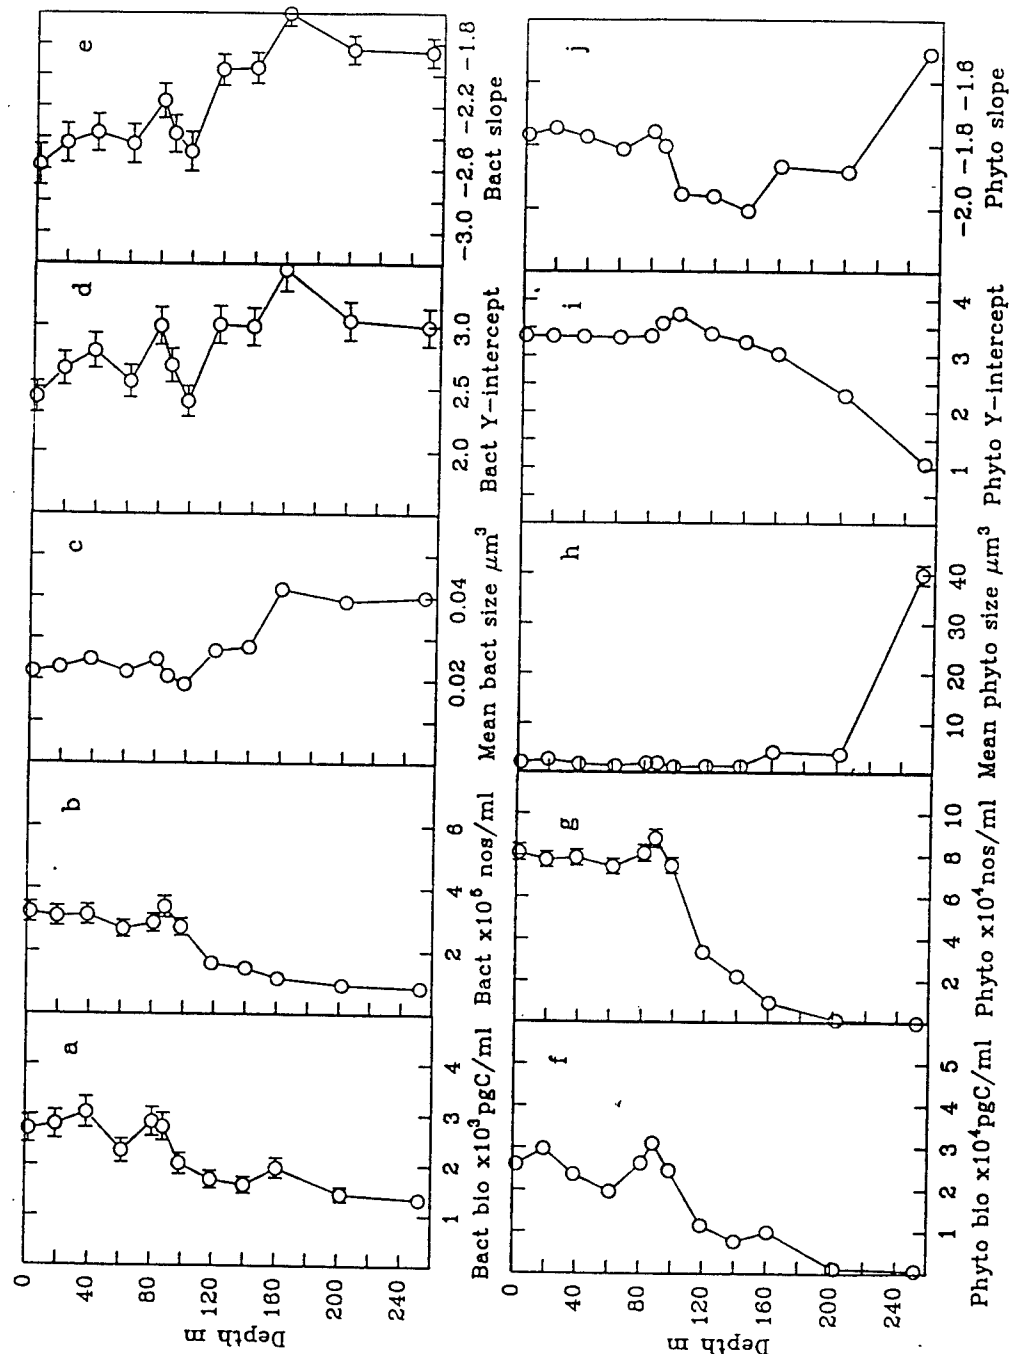 a
1 2 3 4
Bact bio x10³pgC/ml
b
2 4 6
Bact x10⁵ nos/ml
c
0.02 0.04
Mean bact size μm³
d
2.0 2.5 3.0
Bact Y-intercept
e
-3.0 -2.6 -2.2 -1.8
Bact slope
0 40 80 120 160 200 240
Depth m
f
1 2 3 4 5
Phyto bio x10⁴pgC/ml
g
2 4 6 8 10
Phyto x10⁴nos/ml
h
10 20 30 40
Mean phyto size μm³
i
1 2 3 4
Phyto Y-intercept
j
-2.0 -1.8 -1.6
Phyto slope
0 40 80 120 160 200 240
Depth m